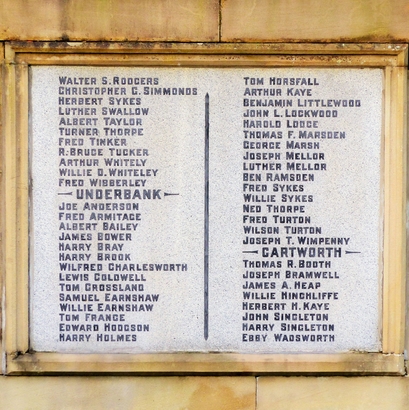 WALTER S. RODGERS
CHRISTOPHER C. SIMMONDS
HERBERT SYKES
LUTHER SWALLOW
ALBERT TAYLOR
TURNER THORPE
FRED TINKER
R. BRUCE TUCKER
ARTHUR WHITELY
WILLIE O. WHITELEY
FRED WIBBERLEY
UNDERBANK
JOE ANDERSON
FRED ARMITAGE
ALBERT BAILEY
JAMES BOWER
HARRY BRAY
HARRY BROOK
WILFRED CHARLESWORTH
LEWIS COLDWELL
TOM CROSSLAND
SAMUEL EARNSHAW
WILLIE EARNSHAW
TOM FRANCE
EDWARD HODGSON
HARRY HOLMES
TOM HORSFALL
ARTHUR KAYE
BENJAMIN LITTLEWOOD
JOHN L. LOCKWOOD
HAROLD LODGE
THOMAS F. MARSDEN
GEORGE MARSH
JOSEPH MELLOR
LUTHER MELLOR
BEN RAMSDEN
FRED SYKES
WILLIE SYKES
NED THORPE
FRED TURTON
WILSON TURTON
JOSEPH T. WIMPENNY
CARTWORTH
THOMAS R. BOOTH
JOSEPH BRAMWELL
JAMES A. HEAP
WILLIE HINCHLIFFE
HERBERT H. KAYE
JOHN SINGLETON
HARRY SINGLETON
EBBY WADSWORTH